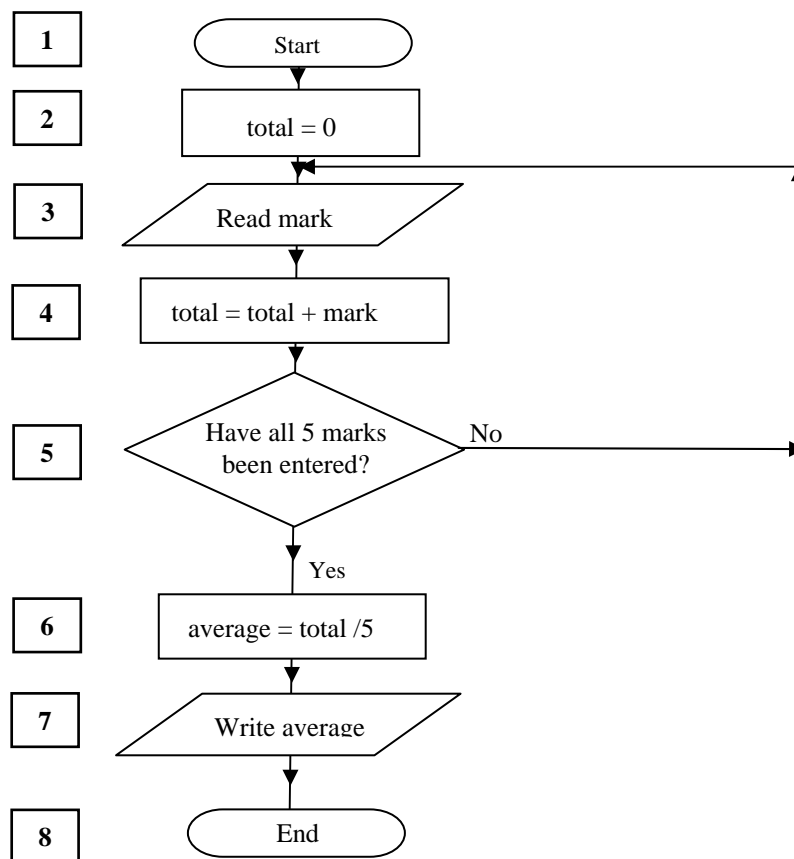 1
Start
2
total = 0
3
Read mark
4
total = total + mark
5
Have all 5 marks
been entered?
No
Yes
6
average = total /5
7
Write average
8
End